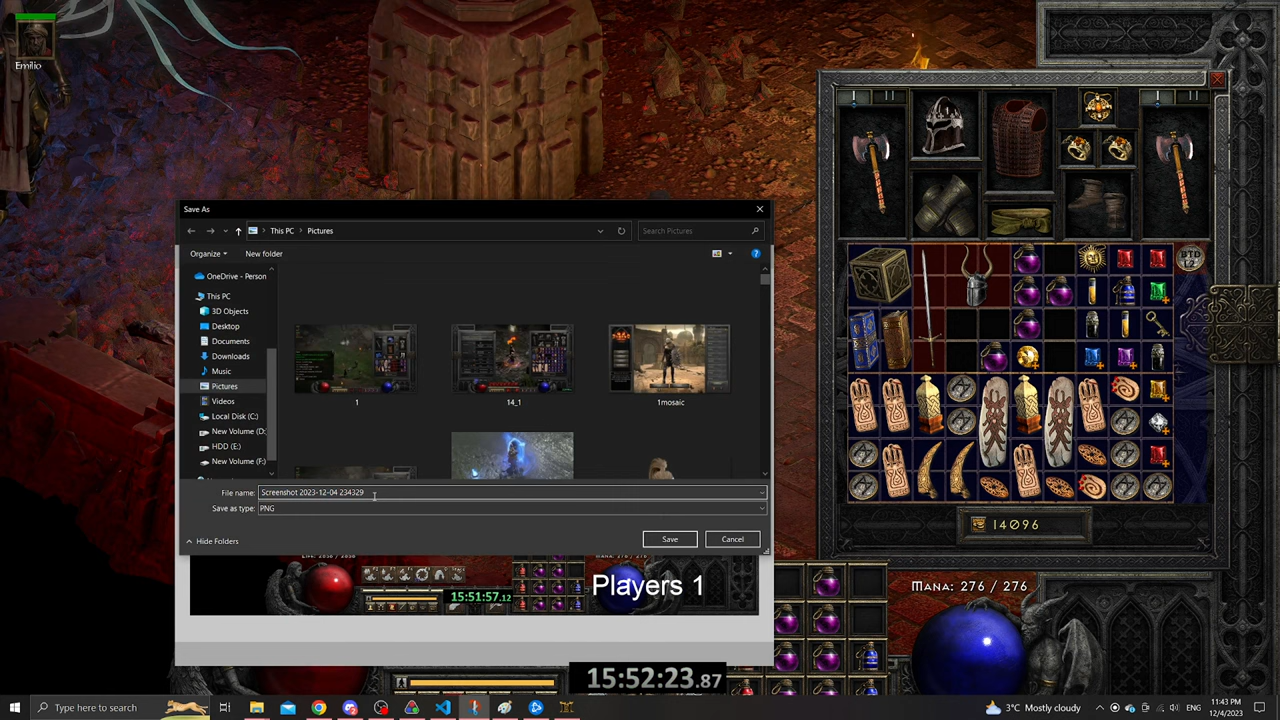 Emilio
Save As
This PC
Pictures
Search Pictures
Organize
New folder
OneDrive - Person
This PC
3D Objects
Desktop
Documents
Downloads
Music
Pictures
Videos
Local Disk (C:)
New Volume (D:
HDD (E:)
New Volume (F:)
1
14_1
1mosaic
File name:
Screenshot 2023-12-04 234329
Save as type:
PNG
Hide Folders
Save
Cancel
II
II
BTD
12
14096
Mana: 276 / 276
15:51:57.12
Players 1
15:52:23.87
Type here to search
3°C Mostly cloudy
ENG
11:43 PM
12/4/2023